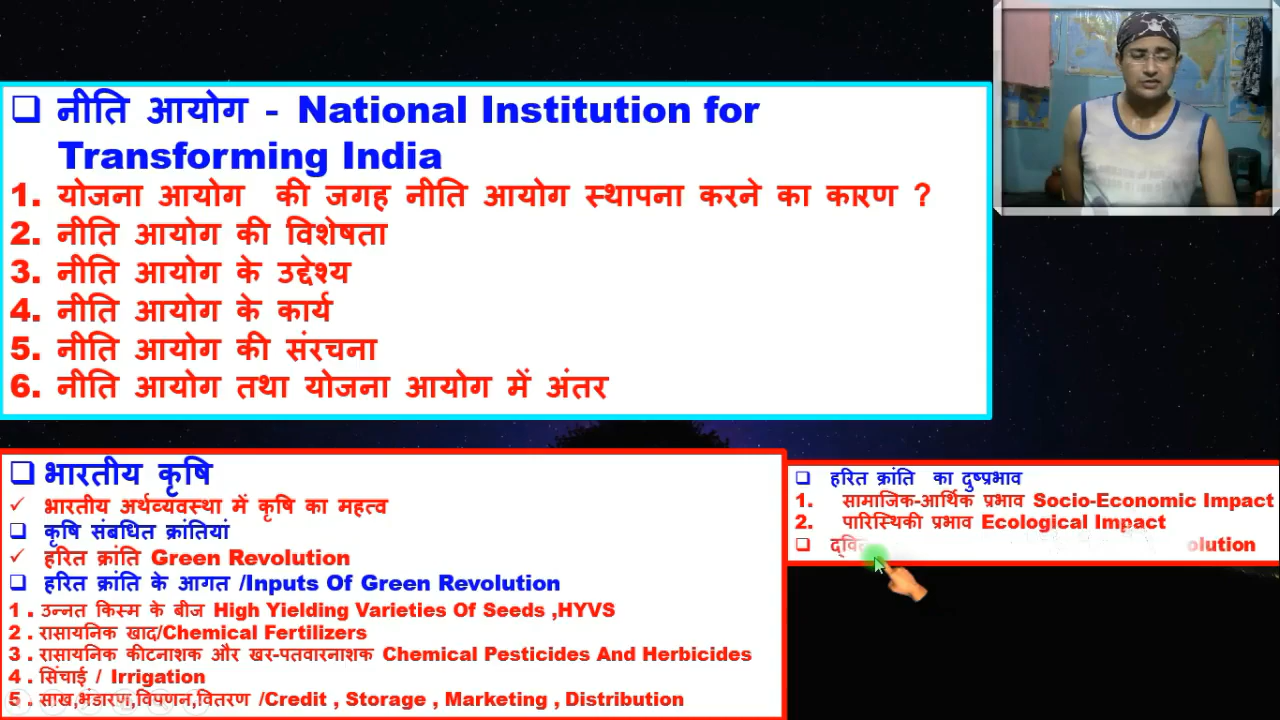 ❑ नीति आयोग - National Institution for
Transforming India
1. योजना आयोग की जगह नीति आयोग स्थापना करने का कारण ?
2. नीति आयोग की विशेषता
3. नीति आयोग के उद्देश्य
4. नीति आयोग के कार्य
5. नीति आयोग की संरचना
6. नीति आयोग तथा योजना आयोग में अंतर
❑ भारतीय कृषि
✓ भारतीय अर्थव्यवस्था में कृषि का महत्व
❑ कृषि संबधित क्रांतियां
✓ हरित क्रांति Green Revolution
❑ हरित क्रांति के आगत /Inputs Of Green Revolution
1 . उन्नत किस्म के बीज High Yielding Varieties Of Seeds ,HYVS
2 . रासायनिक खाद/Chemical Fertilizers
3 . रासायनिक कीटनाशक और खर-पतवारनाशक Chemical Pesticides And Herbicides
4 . सिंचाई / Irrigation
5 . साख,भंडारण,विपणन,वितरण /Credit , Storage , Marketing , Distribution
❑ हरित क्रांति का दुष्प्रभाव
1. सामाजिक-आर्थिक प्रभाव Socio-Economic Impact
2. पारिस्थिकी प्रभाव Ecological Impact
❑